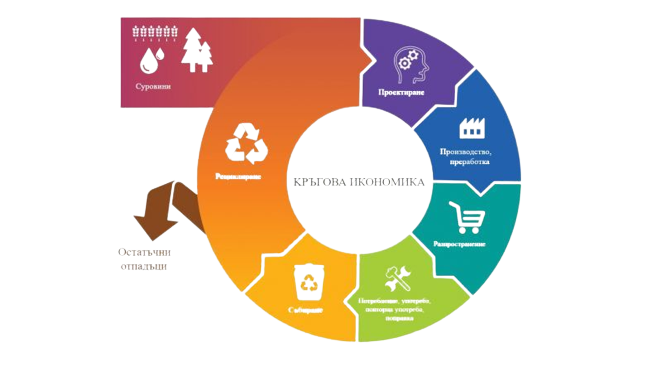 Суровини
Проектиране
Производство,
преработка
Разпространение
Потребление, употреба,
повторна употреба,
поправка
Събиране
Рециклиране
Остатъчни
отпадъци
КРЪГОВА ИКОНОМИКА